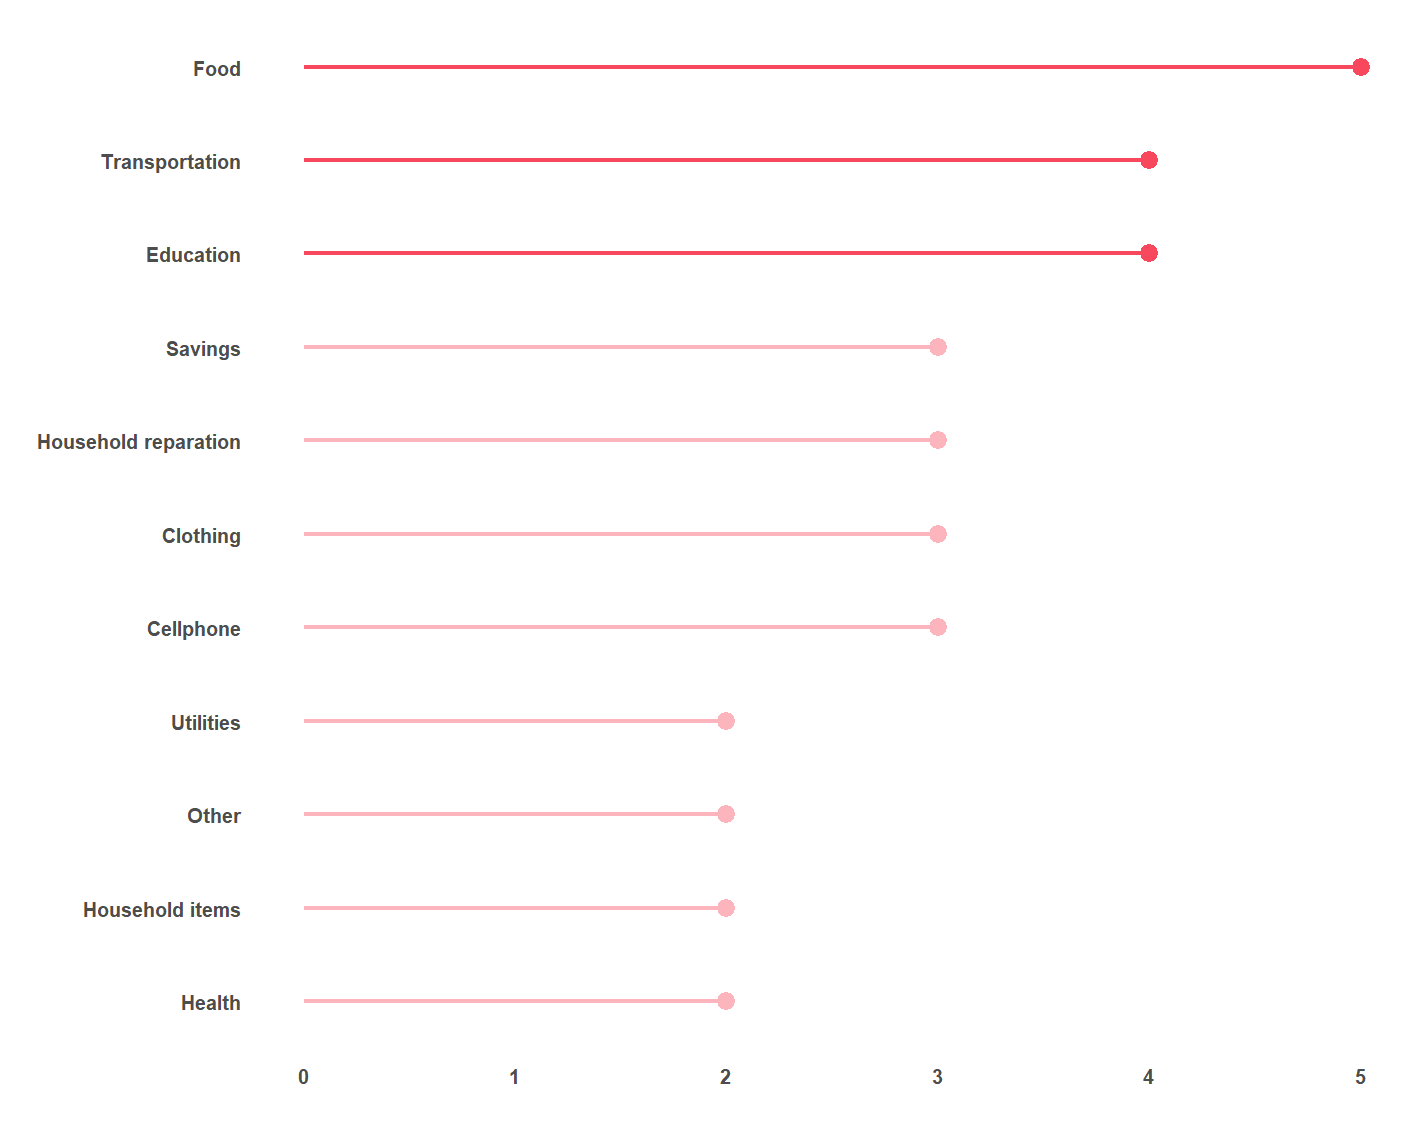 Food
Transportation
Education
Savings
Household reparation
Clothing
Cellphone
Utilities
Other
Household items
Health
0 1 2 3 4 5